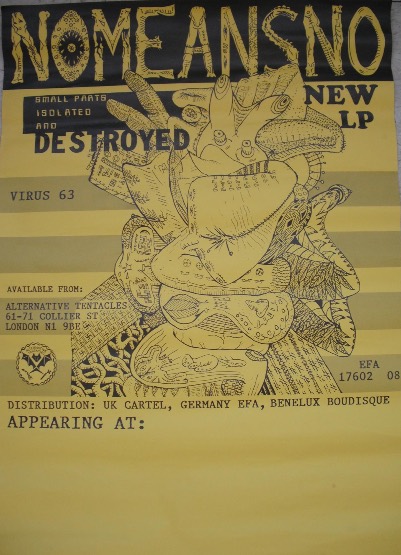 NOMEANSNO
SMALL PARTS
ISOLATED
AND
DESTROYED
NEW
LP
VIRUS 63
AVAILABLE FROM:
ALTERNATIVE TENTACLES
61-71 COLLIER ST
LONDON N1 9BE
EFA
17602 08
DISTRIBUTION: UK CARTEL, GERMANY EFA, BENELUX BOUDISQUE
APPEARING AT: